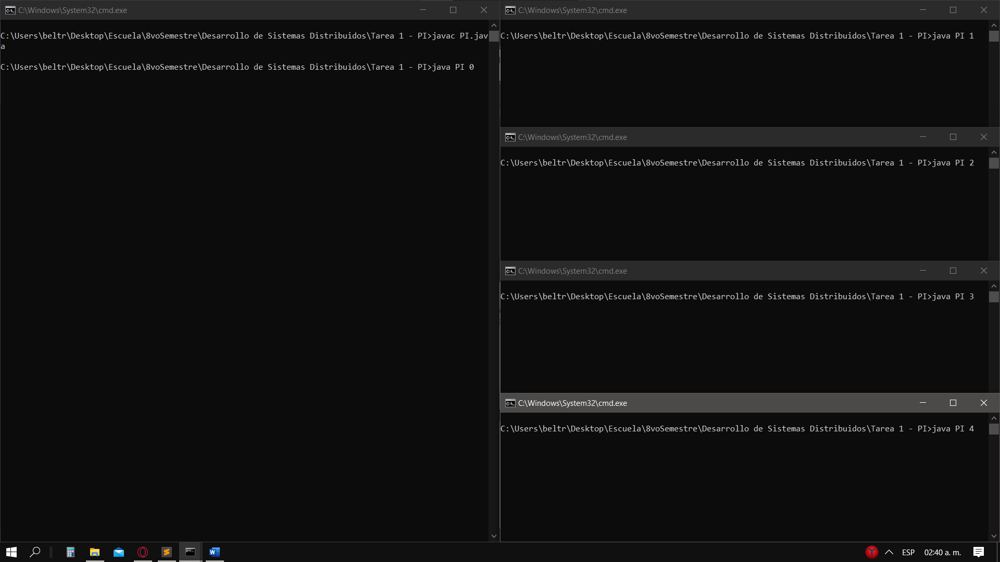 C:\Windows\System32\cmd.exe
C:\Users\beltr\Desktop\Escuela\8voSemestre\Desarrollo de Sistemas Distribuidos\Tarea 1 - PI>javac PI.jav
a
C:\Users\beltr\Desktop\Escuela\8voSemestre\Desarrollo de Sistemas Distribuidos\Tarea 1 - PI>java PI 0
C:\Windows\System32\cmd.exe
C:\Users\beltr\Desktop\Escuela\8voSemestre\Desarrollo de Sistemas Distribuidos\Tarea 1 - PI>java PI 1
C:\Windows\System32\cmd.exe
C:\Users\beltr\Desktop\Escuela\8voSemestre\Desarrollo de Sistemas Distribuidos\Tarea 1 - PI>java PI 2
C:\Windows\System32\cmd.exe
C:\Users\beltr\Desktop\Escuela\8voSemestre\Desarrollo de Sistemas Distribuidos\Tarea 1 - PI>java PI 3
C:\Windows\System32\cmd.exe
C:\Users\beltr\Desktop\Escuela\8voSemestre\Desarrollo de Sistemas Distribuidos\Tarea 1 - PI>java PI 4
ESP 02:40 a. m.